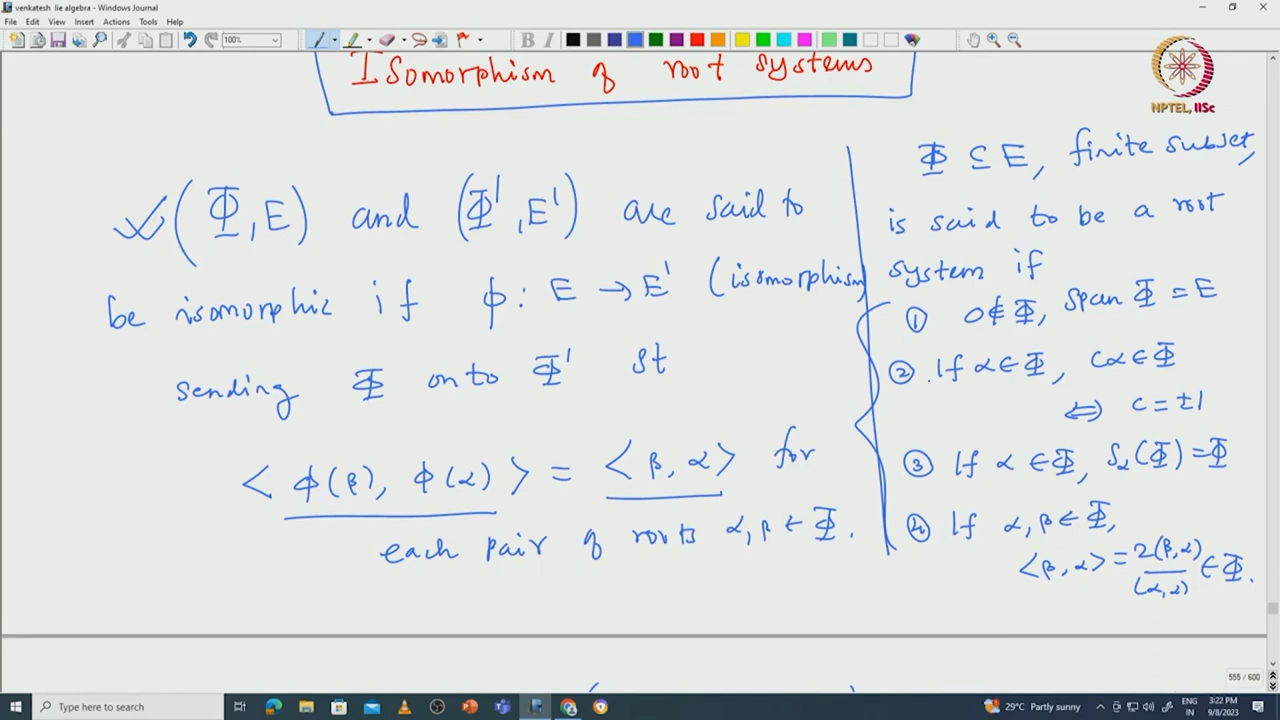 venkatesh lie algebra - Windows Journal
File Edit View Insert Actions Tools Help
100%
B I
Isomorphism of root systems
NPTEL, IISc
(Φ, E) and (Φ', E') are said to
be isomorphic if ϕ : E → E' (isomorphism)
sending Φ onto Φ' st
< ϕ(β), ϕ(α) > = < β, α > for
each pair of roots α, β ∈ Φ.
Φ ⊆ E, finite subset,
is said to be a root
system if
① 0 ∉ Φ, span Φ = E
② If α ∈ Φ, cα ∈ Φ
⇔ c = ±1
③ If α ∈ Φ, S_α(Φ) = Φ
④ If α, β ∈ Φ,
<β, α> = 2(β, α) / (α, α) ∈ Φ.
555 / 600
Type here to search
29°C Partly sunny
ENG
IN
3:22 PM
9/8/2023